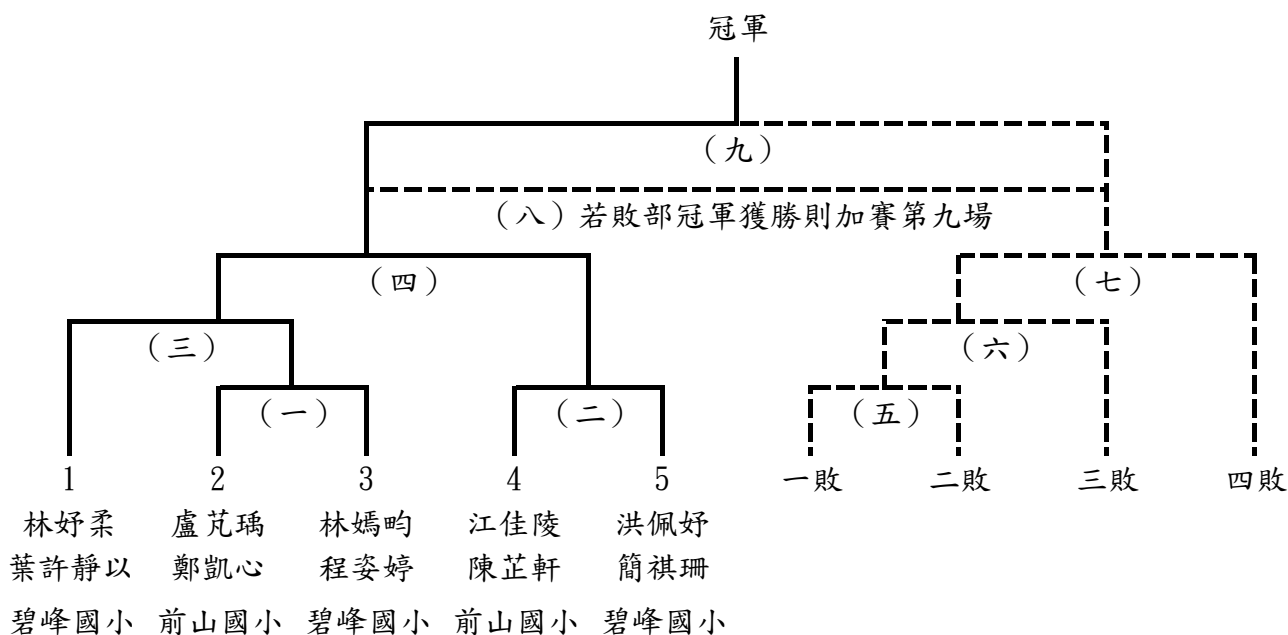 冠軍
（九）
（八）若敗部冠軍獲勝則加賽第九場
（四）
（七）
（三）
（六）
（一）
（二）
（五）
1 2 3 4 5 一敗 二敗 三敗 四敗
林妤柔 盧芃瑀 林嫣昀 江佳陵 洪佩妤
葉許靜以 鄭凱心 程姿婷 陳芷軒 簡祺珊
碧峰國小 前山國小 碧峰國小 前山國小 碧峰國小